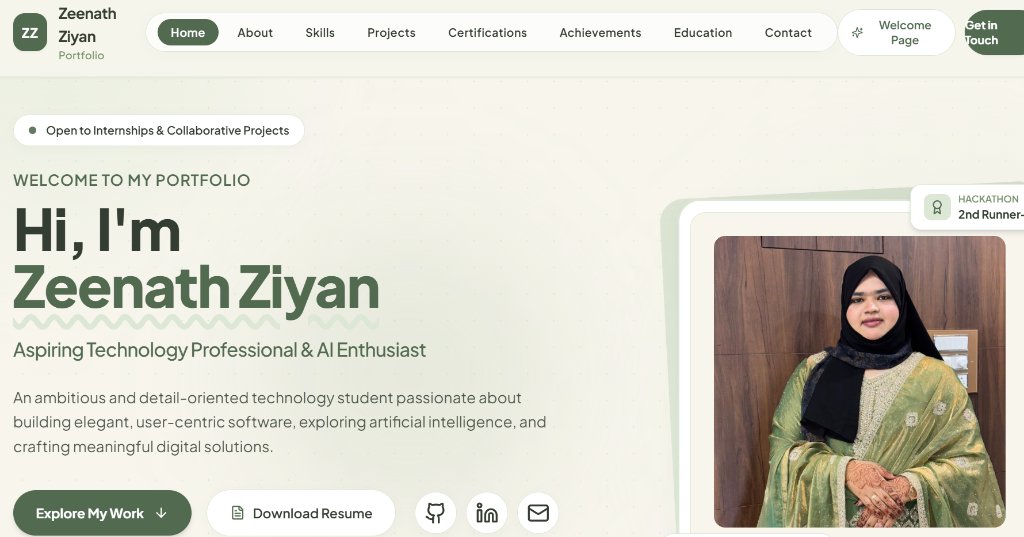 ZZ
Zeenath
Ziyan
Portfolio
Home
About
Skills
Projects
Certifications
Achievements
Education
Contact
Welcome
Page
Get in
Touch
Open to Internships & Collaborative Projects
WELCOME TO MY PORTFOLIO
Hi, I'm
Zeenath Ziyan
Aspiring Technology Professional & AI Enthusiast
An ambitious and detail-oriented technology student passionate about
building elegant, user-centric software, exploring artificial intelligence, and
crafting meaningful digital solutions.
Explore My Work
Download Resume
HACKATHON
2nd Runner-